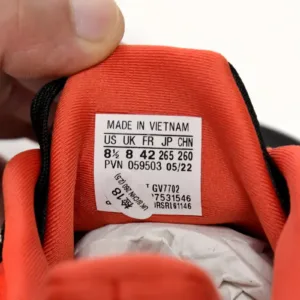 MADE IN VIETNAM
US UK FR JP CHN
8½ 8 42 265 260
PVN 059503 05/22
GV7702
7531546